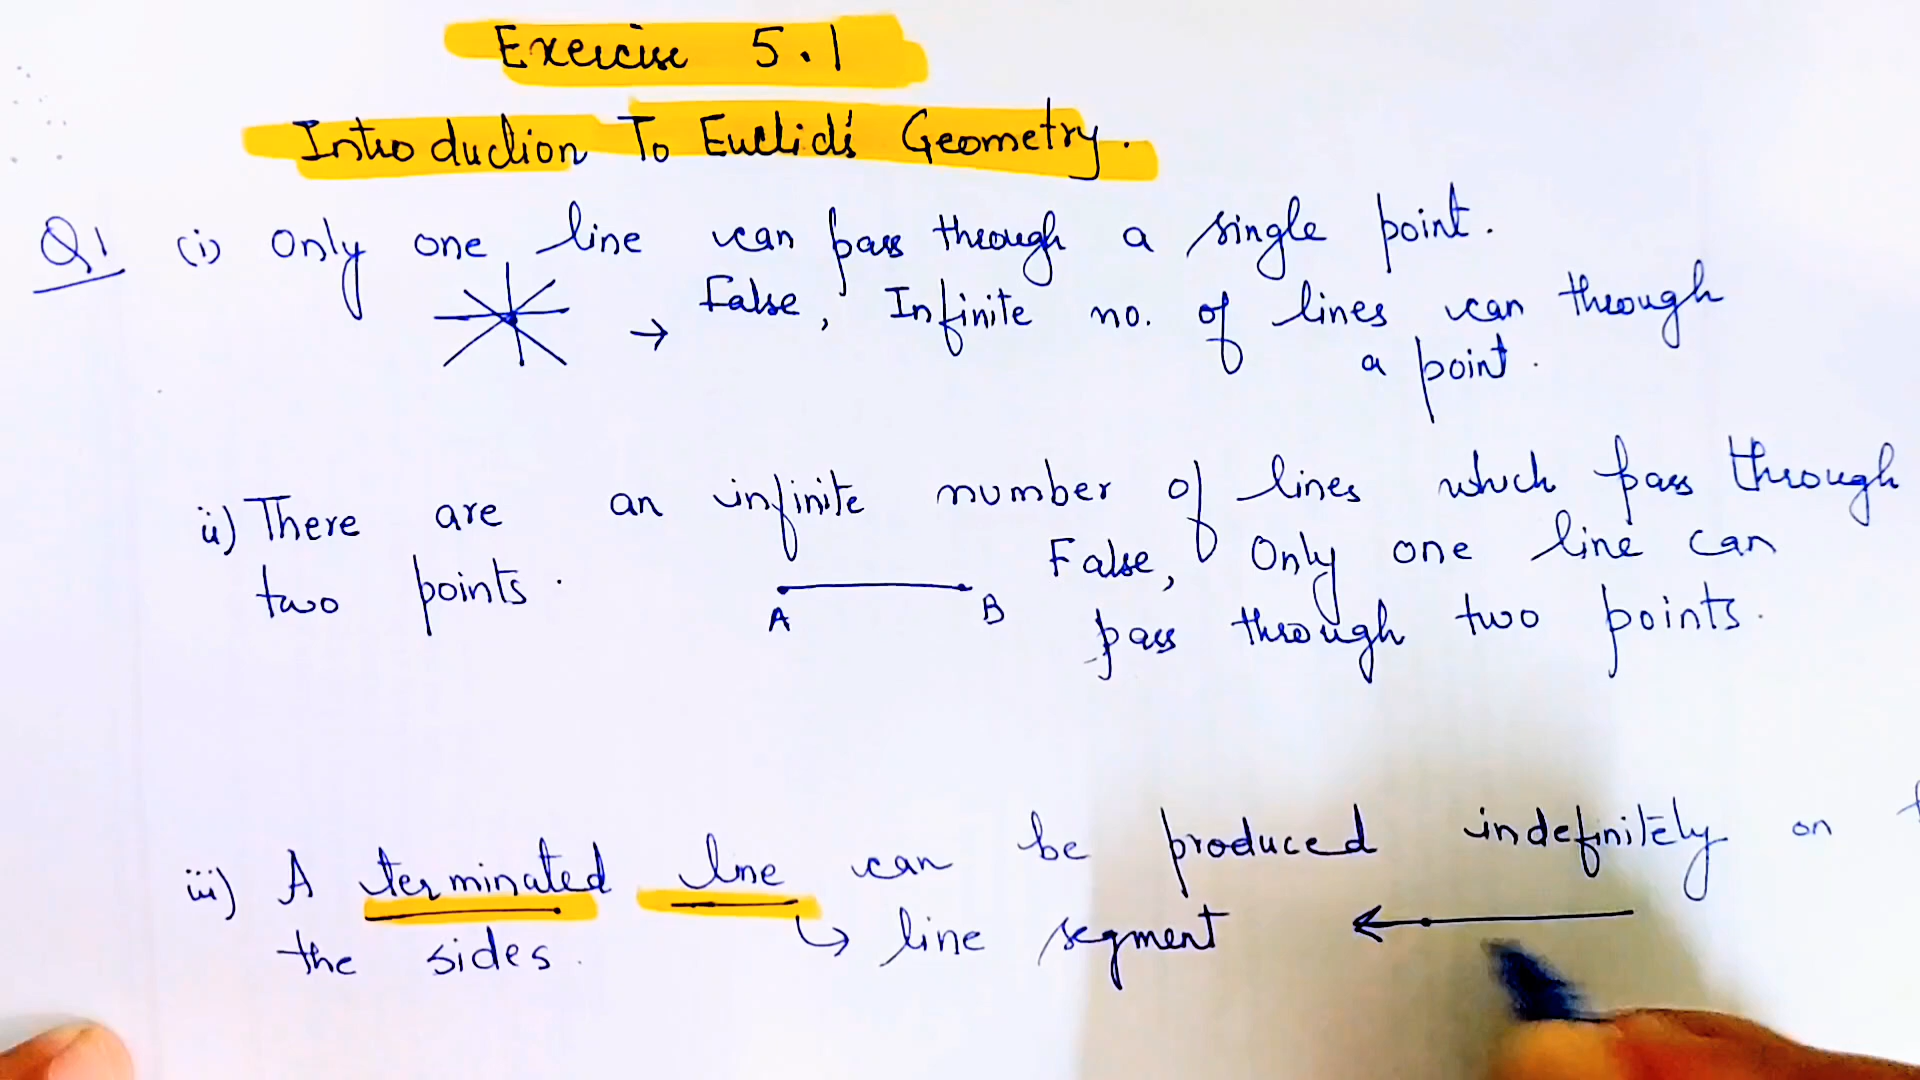 Exercise 5.1
Introduction To Euclid's Geometry.
Q1 (i) Only one line can pass through a single point.
→ False, Infinite no. of lines can through
a point.
ii) There are an infinite number of lines which pass through
two points.
False, Only one line can
A B
pass through two points.
iii) A terminated line can be produced indefinitely on
the sides. ↳ line segment